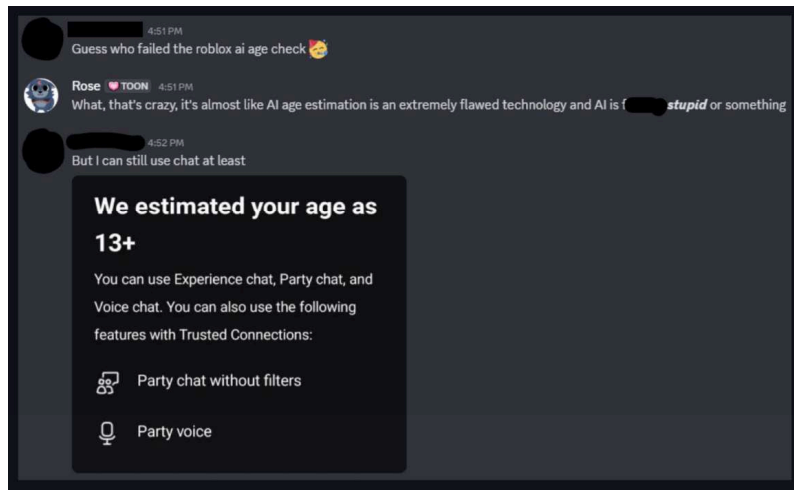 4:51 PM
Guess who failed the roblox ai age check
Rose TOON 4:51 PM
What, that's crazy, it's almost like AI age estimation is an extremely flawed technology and AI is f stupid or something
4:52 PM
But I can still use chat at least
We estimated your age as
13+
You can use Experience chat, Party chat, and
Voice chat. You can also use the following
features with Trusted Connections:
Party chat without filters
Party voice